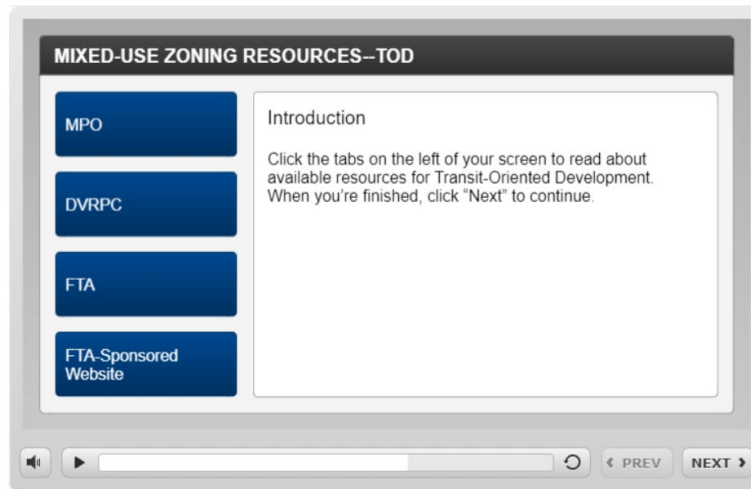 MIXED-USE ZONING RESOURCES--TOD
MPO
DVRPC
FTA
FTA-Sponsored
Website
Introduction
Click the tabs on the left of your screen to read about
available resources for Transit-Oriented Development.
When you're finished, click “Next” to continue.
PREV
NEXT